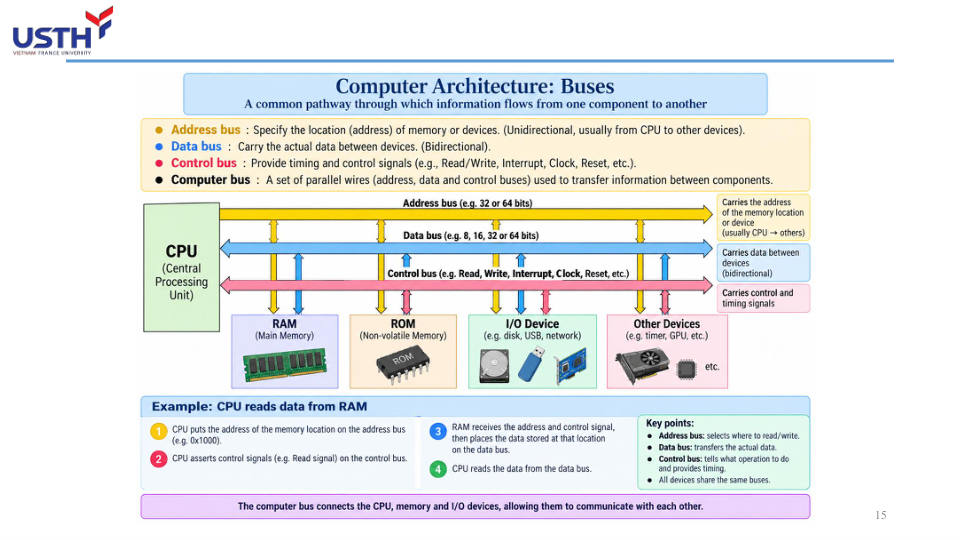 USTH
VIETNAM FRANCE UNIVERSITY
Computer Architecture: Buses
A common pathway through which information flows from one component to another
● Address bus : Specify the location (address) of memory or devices. (Unidirectional, usually from CPU to other devices).
● Data bus : Carry the actual data between devices. (Bidirectional).
● Control bus : Provide timing and control signals (e.g., Read/Write, Interrupt, Clock, Reset, etc.).
● Computer bus : A set of parallel wires (address, data and control buses) used to transfer information between components.
Address bus (e.g. 32 or 64 bits)
Carries the address
of the memory location
or device
(usually CPU → others)
Data bus (e.g. 8, 16, 32 or 64 bits)
Carries data between
devices
(bidirectional)
Control bus (e.g. Read, Write, Interrupt, Clock, Reset, etc.)
Carries control and
timing signals
CPU
(Central
Processing
Unit)
RAM
(Main Memory)
ROM
(Non-volatile Memory)
ROM
I/O Device
(e.g. disk, USB, network)
Other Devices
(e.g. timer, GPU, etc.)
etc.
Example: CPU reads data from RAM
1 CPU puts the address of the memory location on the address bus
(e.g. 0x1000).
2 CPU asserts control signals (e.g. Read signal) on the control bus.
3 RAM receives the address and control signal,
then places the data stored at that location
on the data bus.
4 CPU reads the data from the data bus.
Key points:
● Address bus: selects where to read/write.
● Data bus: transfers the actual data.
● Control bus: tells what operation to do
and provides timing.
● All devices share the same buses.
The computer bus connects the CPU, memory and I/O devices, allowing them to communicate with each other.
15